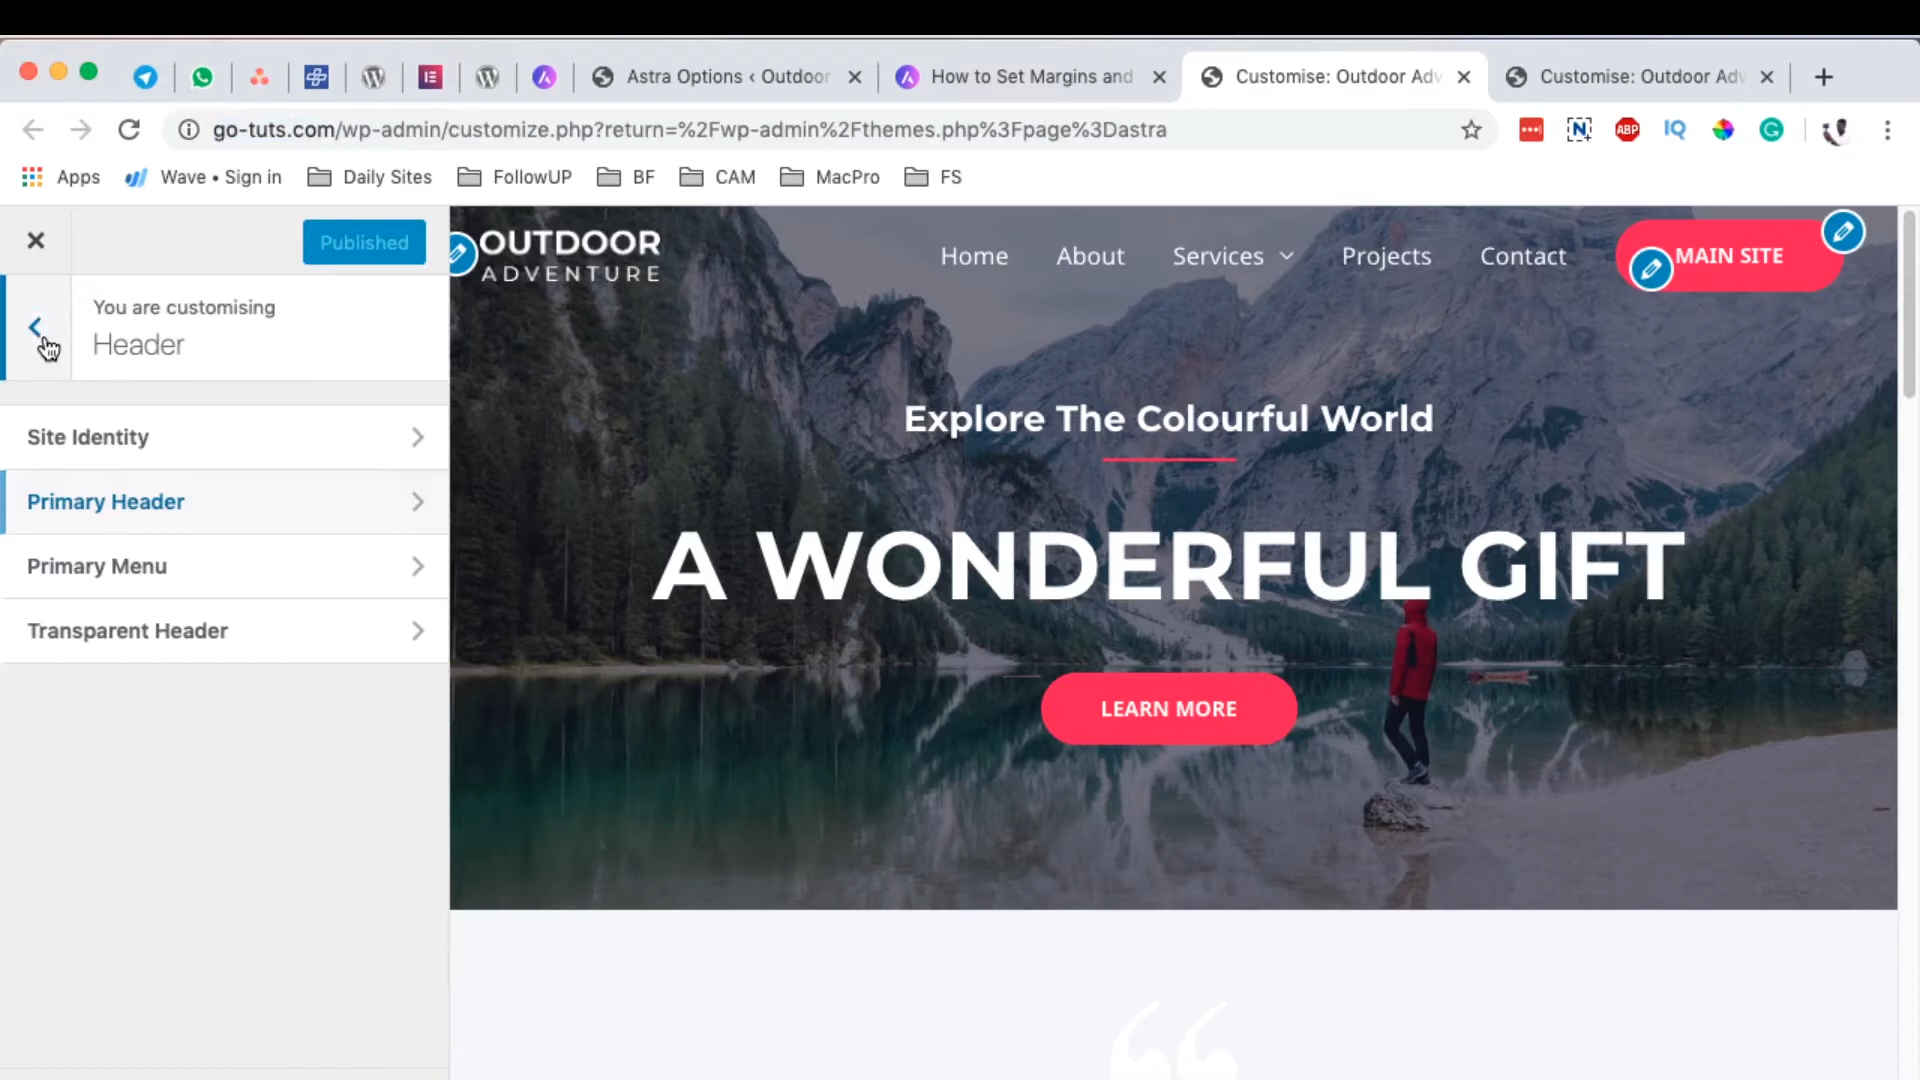 Astra Options ‹ Outdoor
How to Set Margins and
Customise: Outdoor Adv
Customise: Outdoor Adv
go-tuts.com/wp-admin/customize.php?return=%2Fwp-admin%2Fthemes.php%3Fpage%3Dastra
ABP
IQ
Apps
Wave • Sign in
Daily Sites
FollowUP
BF
CAM
MacPro
FS
Published
You are customising
Header
Site Identity
Primary Header
Primary Menu
Transparent Header
OUTDOOR
ADVENTURE
Home
About
Services
Projects
Contact
MAIN SITE
Explore The Colourful World
A WONDERFUL GIFT
LEARN MORE